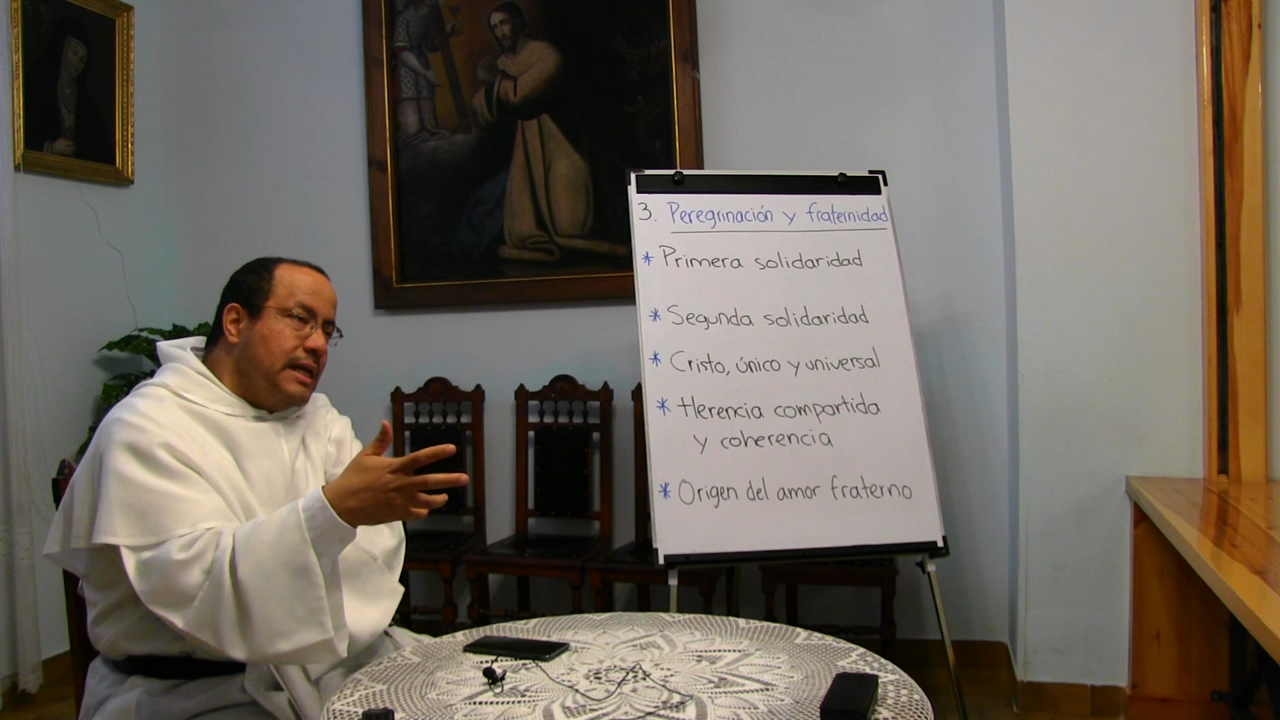 3. Peregrinación y fraternidad
* Primera solidaridad
* Segunda solidaridad
* Cristo, único y universal
* Herencia compartida
y coherencia
* Origen del amor fraterno